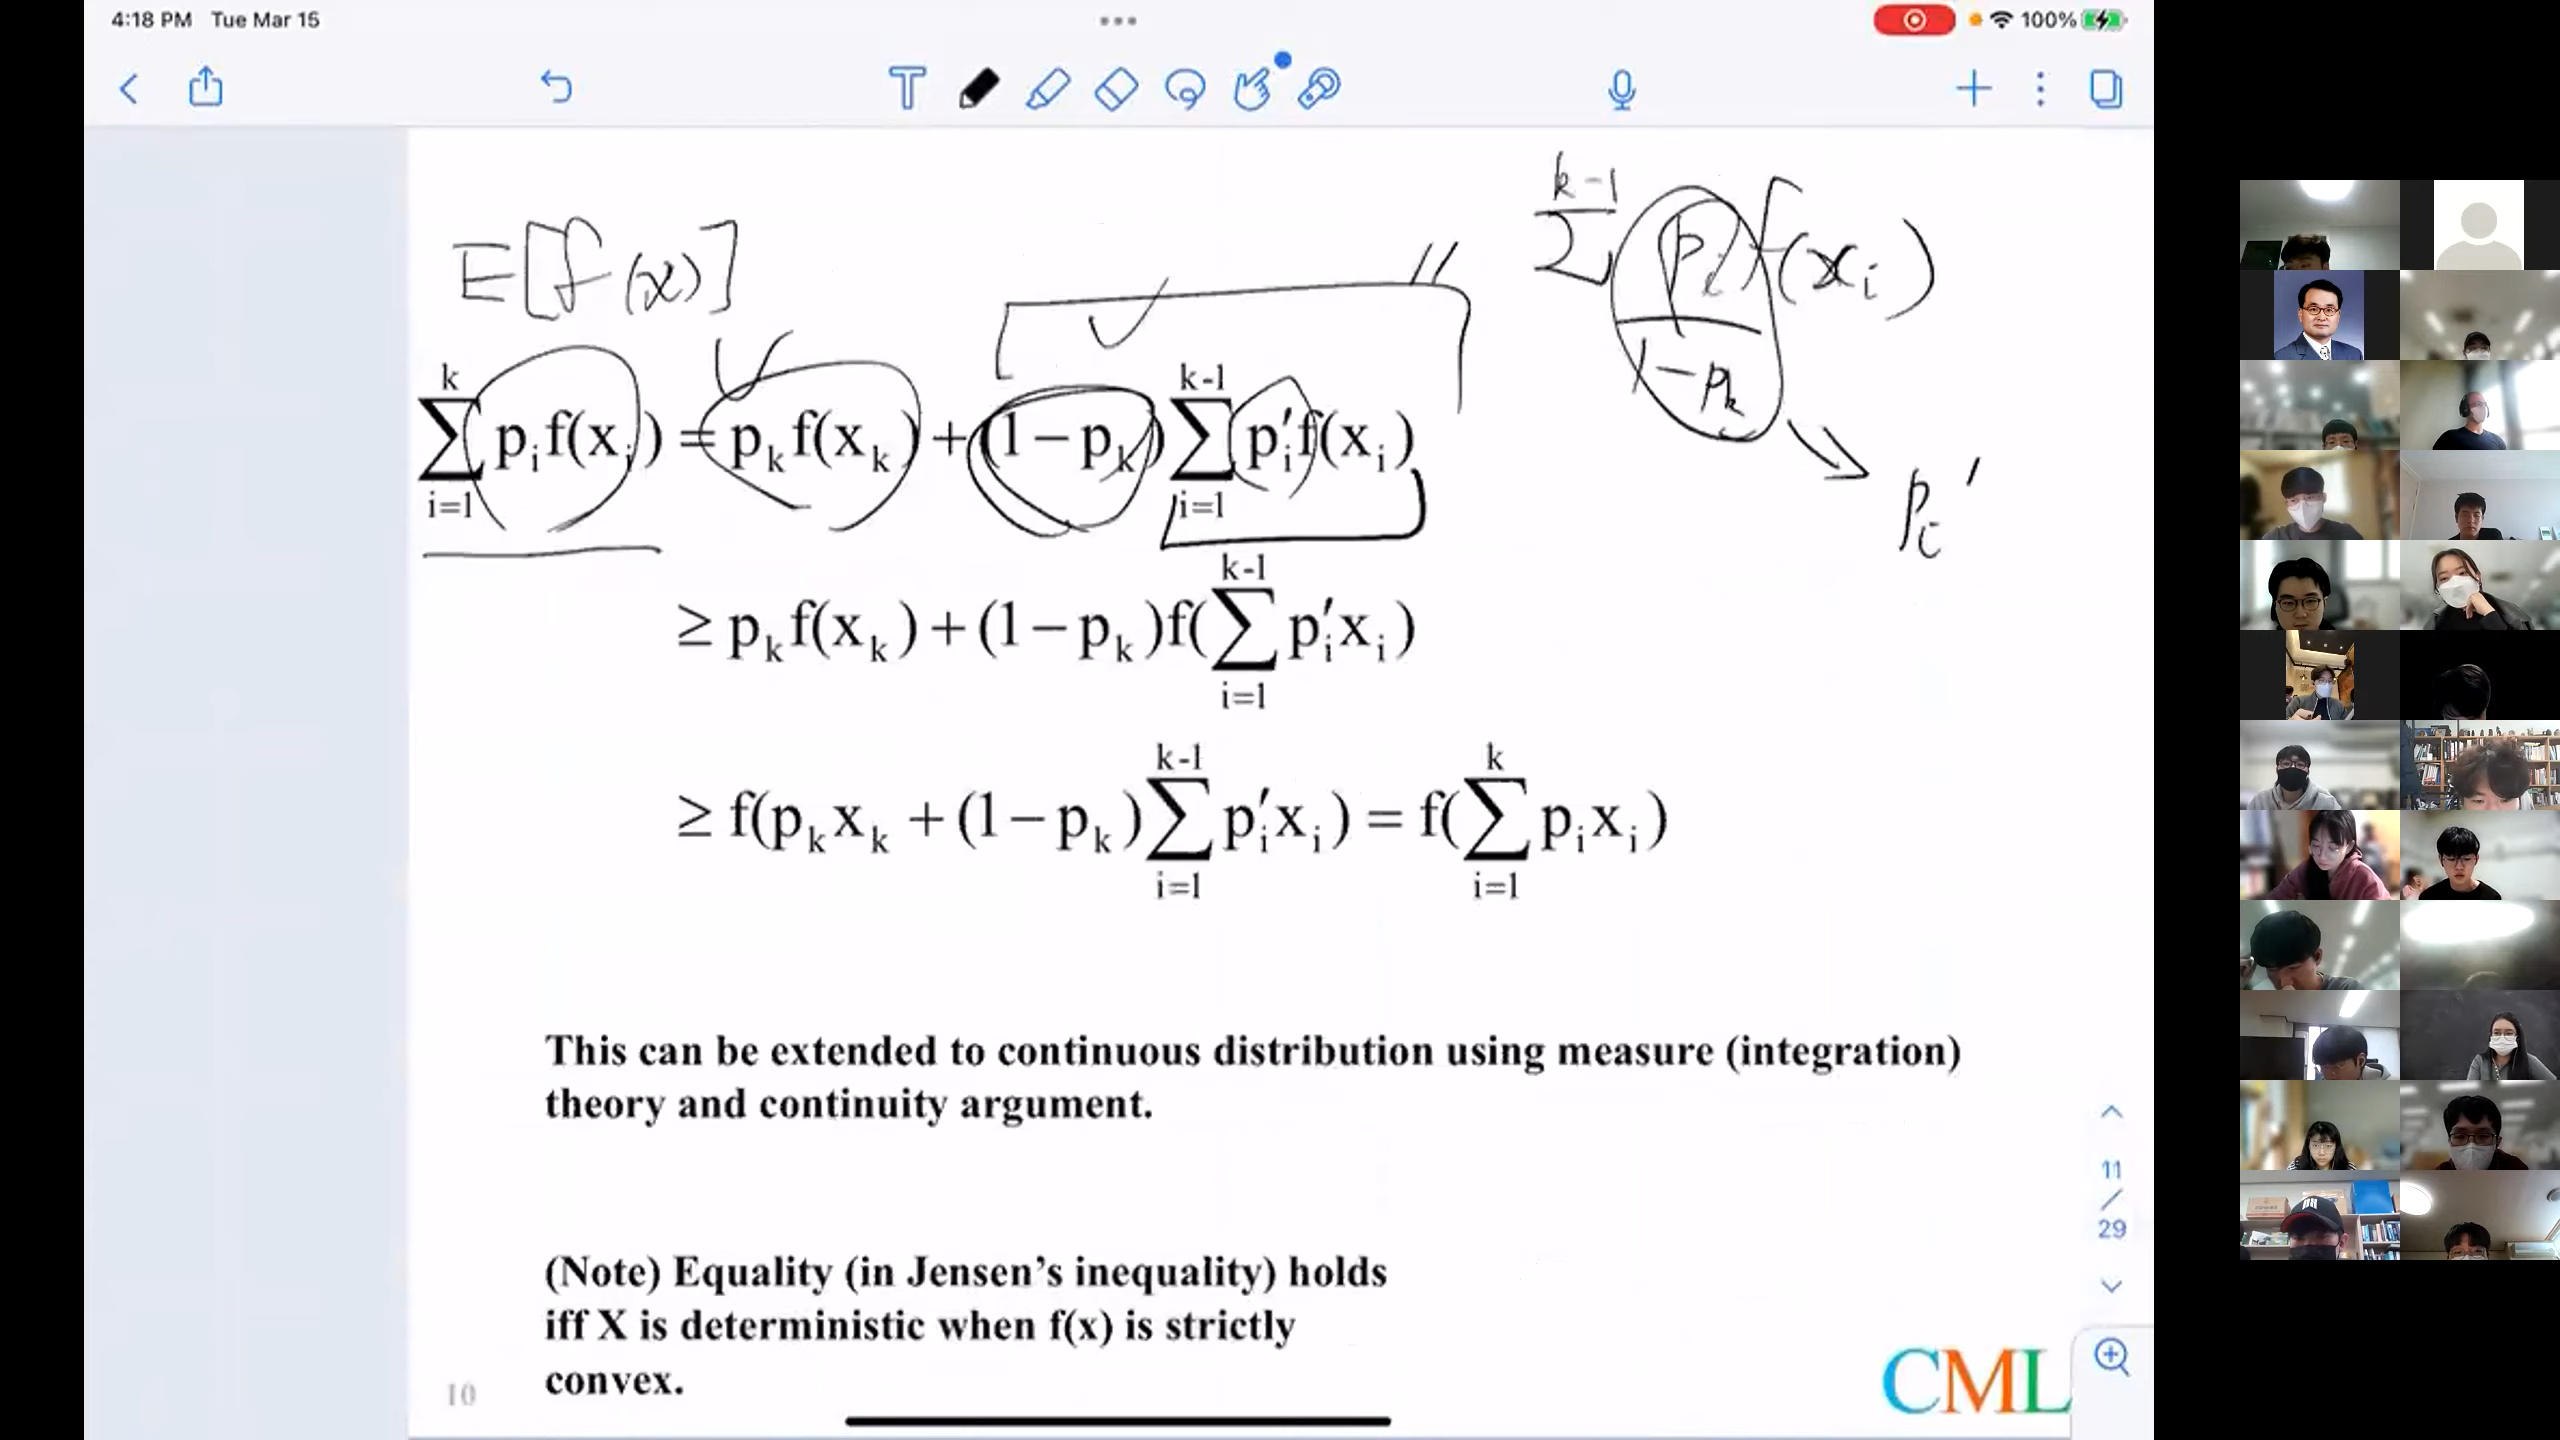 4:18 PM Tue Mar 15
100%
E[f(x)]
k-1 Σ p_i / 1-p_k f(x_i)
p_i'
k Σ i=1 p_i f(x_i) = p_k f(x_k) + (1 − p_k) k-1 Σ i=1 p′_i f(x_i)
≥ p_k f(x_k) + (1 − p_k) f( k-1 Σ i=1 p′_i x_i )
≥ f(p_k x_k + (1 − p_k) k-1 Σ i=1 p′_i x_i ) = f( k Σ i=1 p_i x_i )
This can be extended to continuous distribution using measure (integration)
theory and continuity argument.
(Note) Equality (in Jensen’s inequality) holds
iff X is deterministic when f(x) is strictly
convex.
10
CML
11
/
29